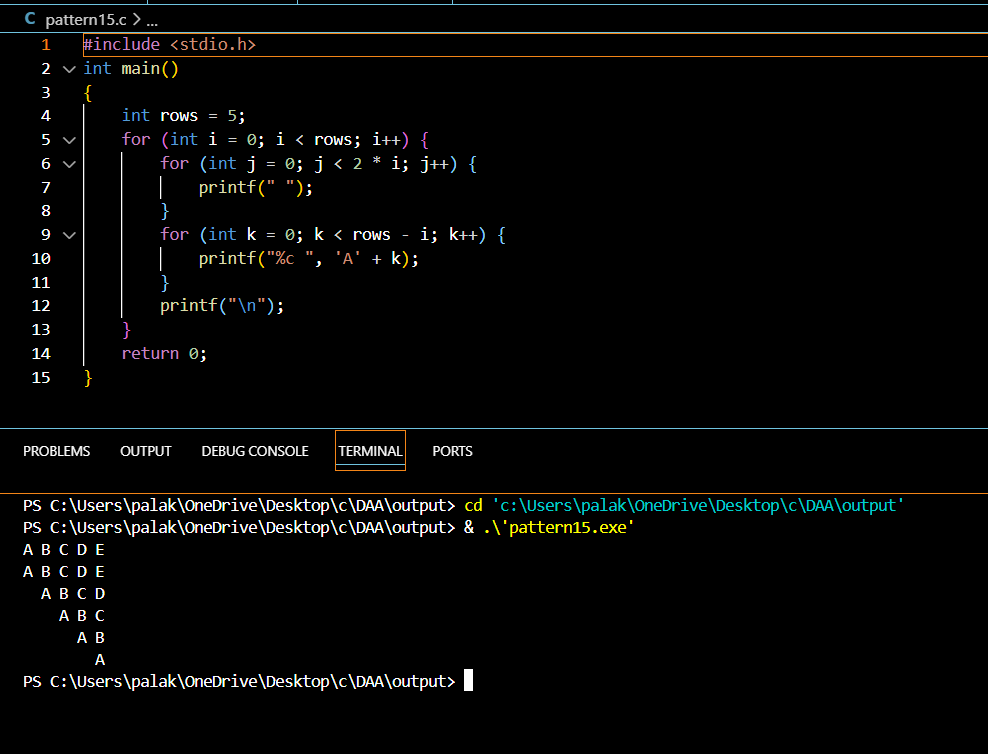 C pattern15.c > ...
1 #include <stdio.h>
2 int main()
3 {
4     int rows = 5;
5     for (int i = 0; i < rows; i++) {
6         for (int j = 0; j < 2 * i; j++) {
7             printf(" ");
8         }
9         for (int k = 0; k < rows - i; k++) {
10             printf("%c ", 'A' + k);
11         }
12         printf("\n");
13     }
14     return 0;
15 }
PROBLEMS OUTPUT DEBUG CONSOLE TERMINAL PORTS
PS C:\Users\palak\OneDrive\Desktop\c\DAA\output> cd 'c:\Users\palak\OneDrive\Desktop\c\DAA\output'
PS C:\Users\palak\OneDrive\Desktop\c\DAA\output> & .\'pattern15.exe'
A B C D E
A B C D E
  A B C D
    A B C
      A B
        A
PS C:\Users\palak\OneDrive\Desktop\c\DAA\output>